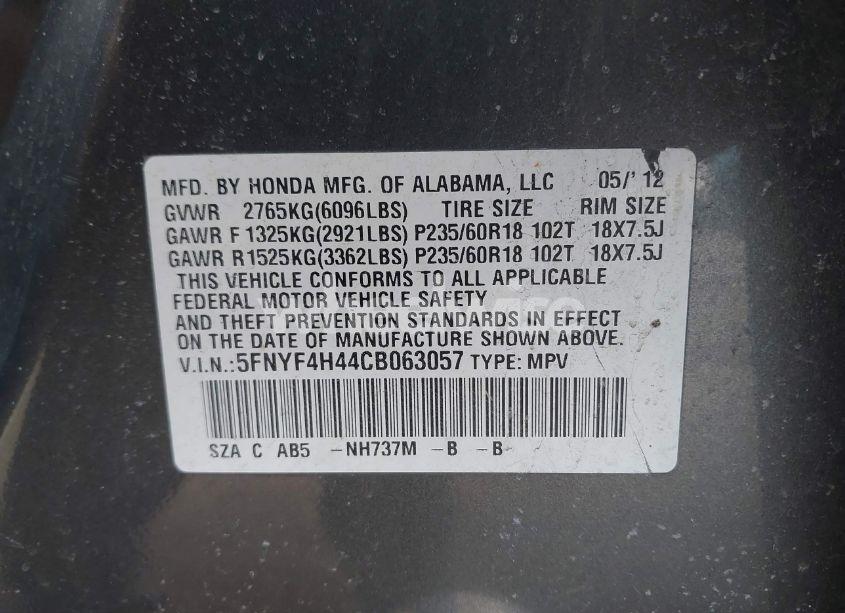 MFD. BY HONDA MFG. OF ALABAMA, LLC 05/'12
GVWR 2765KG(6096LBS) TIRE SIZE RIM SIZE
GAWR F 1325KG(2921LBS) P235/60R18 102T 18X7.5J
GAWR R 1525KG(3362LBS) P235/60R18 102T 18X7.5J
THIS VEHICLE CONFORMS TO ALL APPLICABLE
FEDERAL MOTOR VEHICLE SAFETY
AND THEFT PREVENTION STANDARDS IN EFFECT
ON THE DATE OF MANUFACTURE SHOWN ABOVE.
V.I.N.:5FNYF4H44CB063057 TYPE: MPV
SZA C AB5 -NH737M -B -B